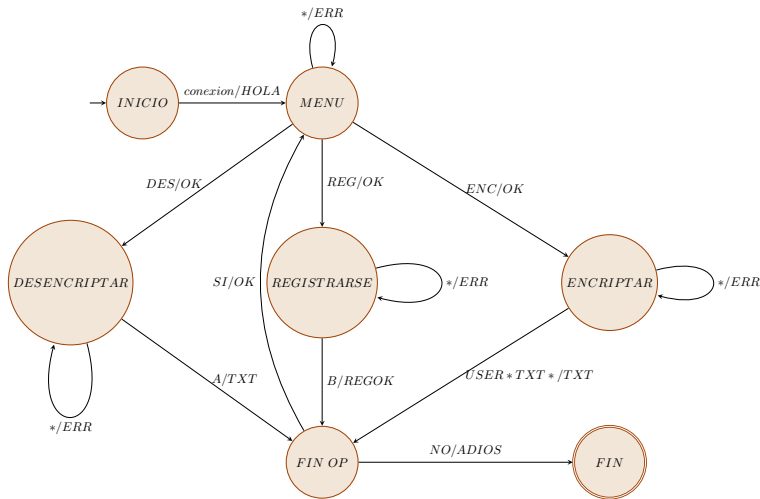 */ERR
INICIO
conexion/HOLA
MENU
DES/OK
REG/OK
ENC/OK
DESENCRIPTAR
SI/OK
REGISTRARSE
*/ERR
ENCRIPTAR
*/ERR
A/TXT
B/REGOK
USER * TXT * /TXT
*/ERR
FIN OP
NO/ADIOS
FIN